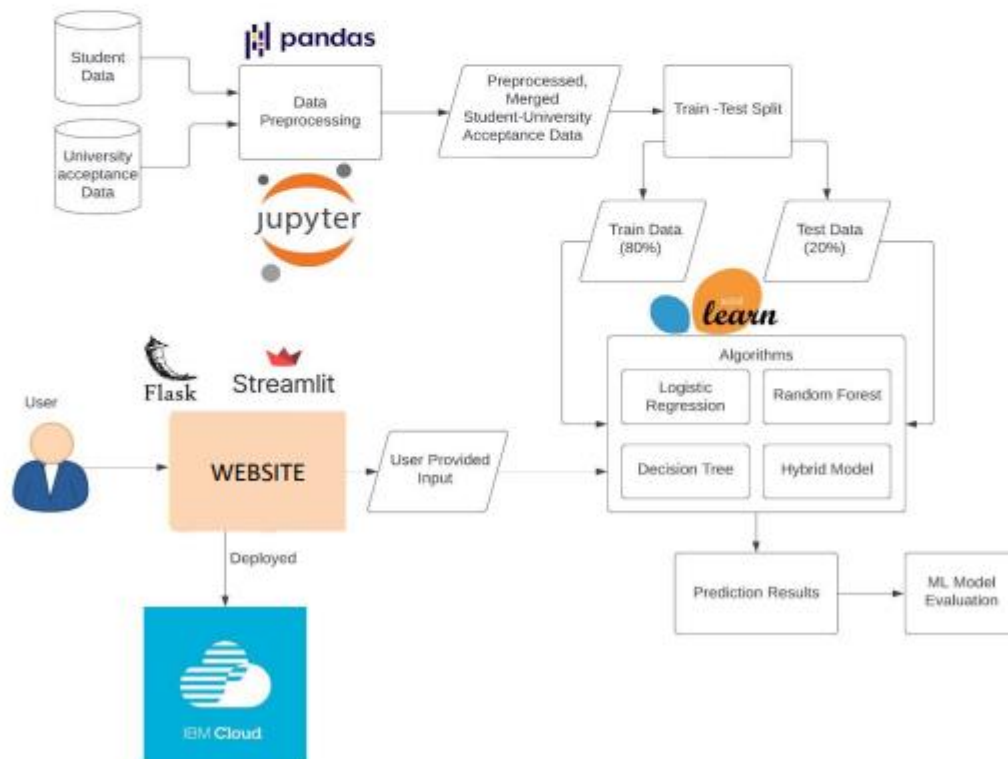 Student
Data
pandas
Data
Preprocessing
Preprocessed,
Merged
Student-University
Acceptance Data
Train -Test Split
University
acceptance
Data
jupyter
Train Data
(80%)
Test Data
(20%)
learn
Algorithms
Logistic
Regression
Random Forest
Decision Tree
Hybrid Model
Flask
Streamlit
User
WEBSITE
User Provided
Input
Deployed
Prediction Results
ML Model
Evaluation
IBM Cloud